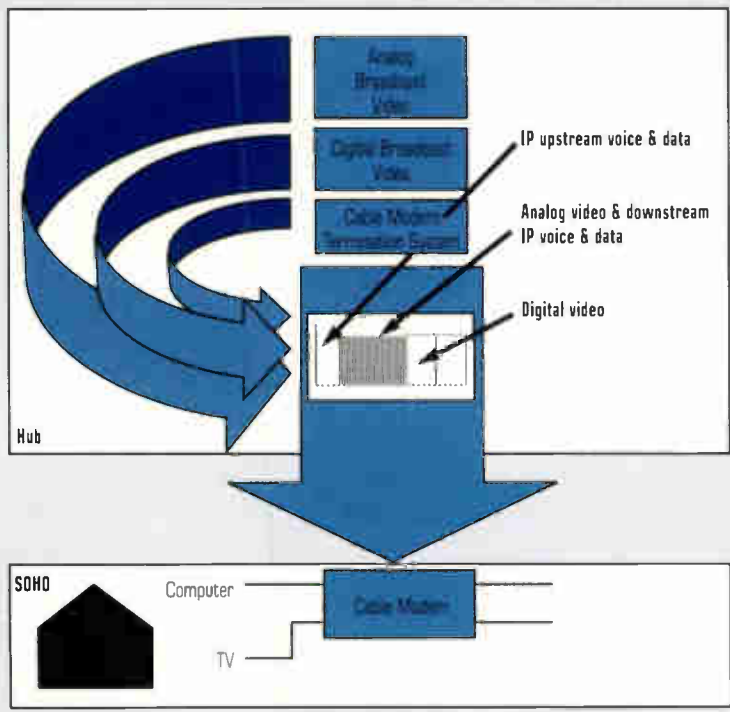 Analog
Broadcast
Video
Digital Broadcast
Video
Cable Modem
Termination System
IP upstream voice & data
Analog video & downstream
IP voice & data
Digital video
Hub
SOHO
Computer
Cable Modem
TV